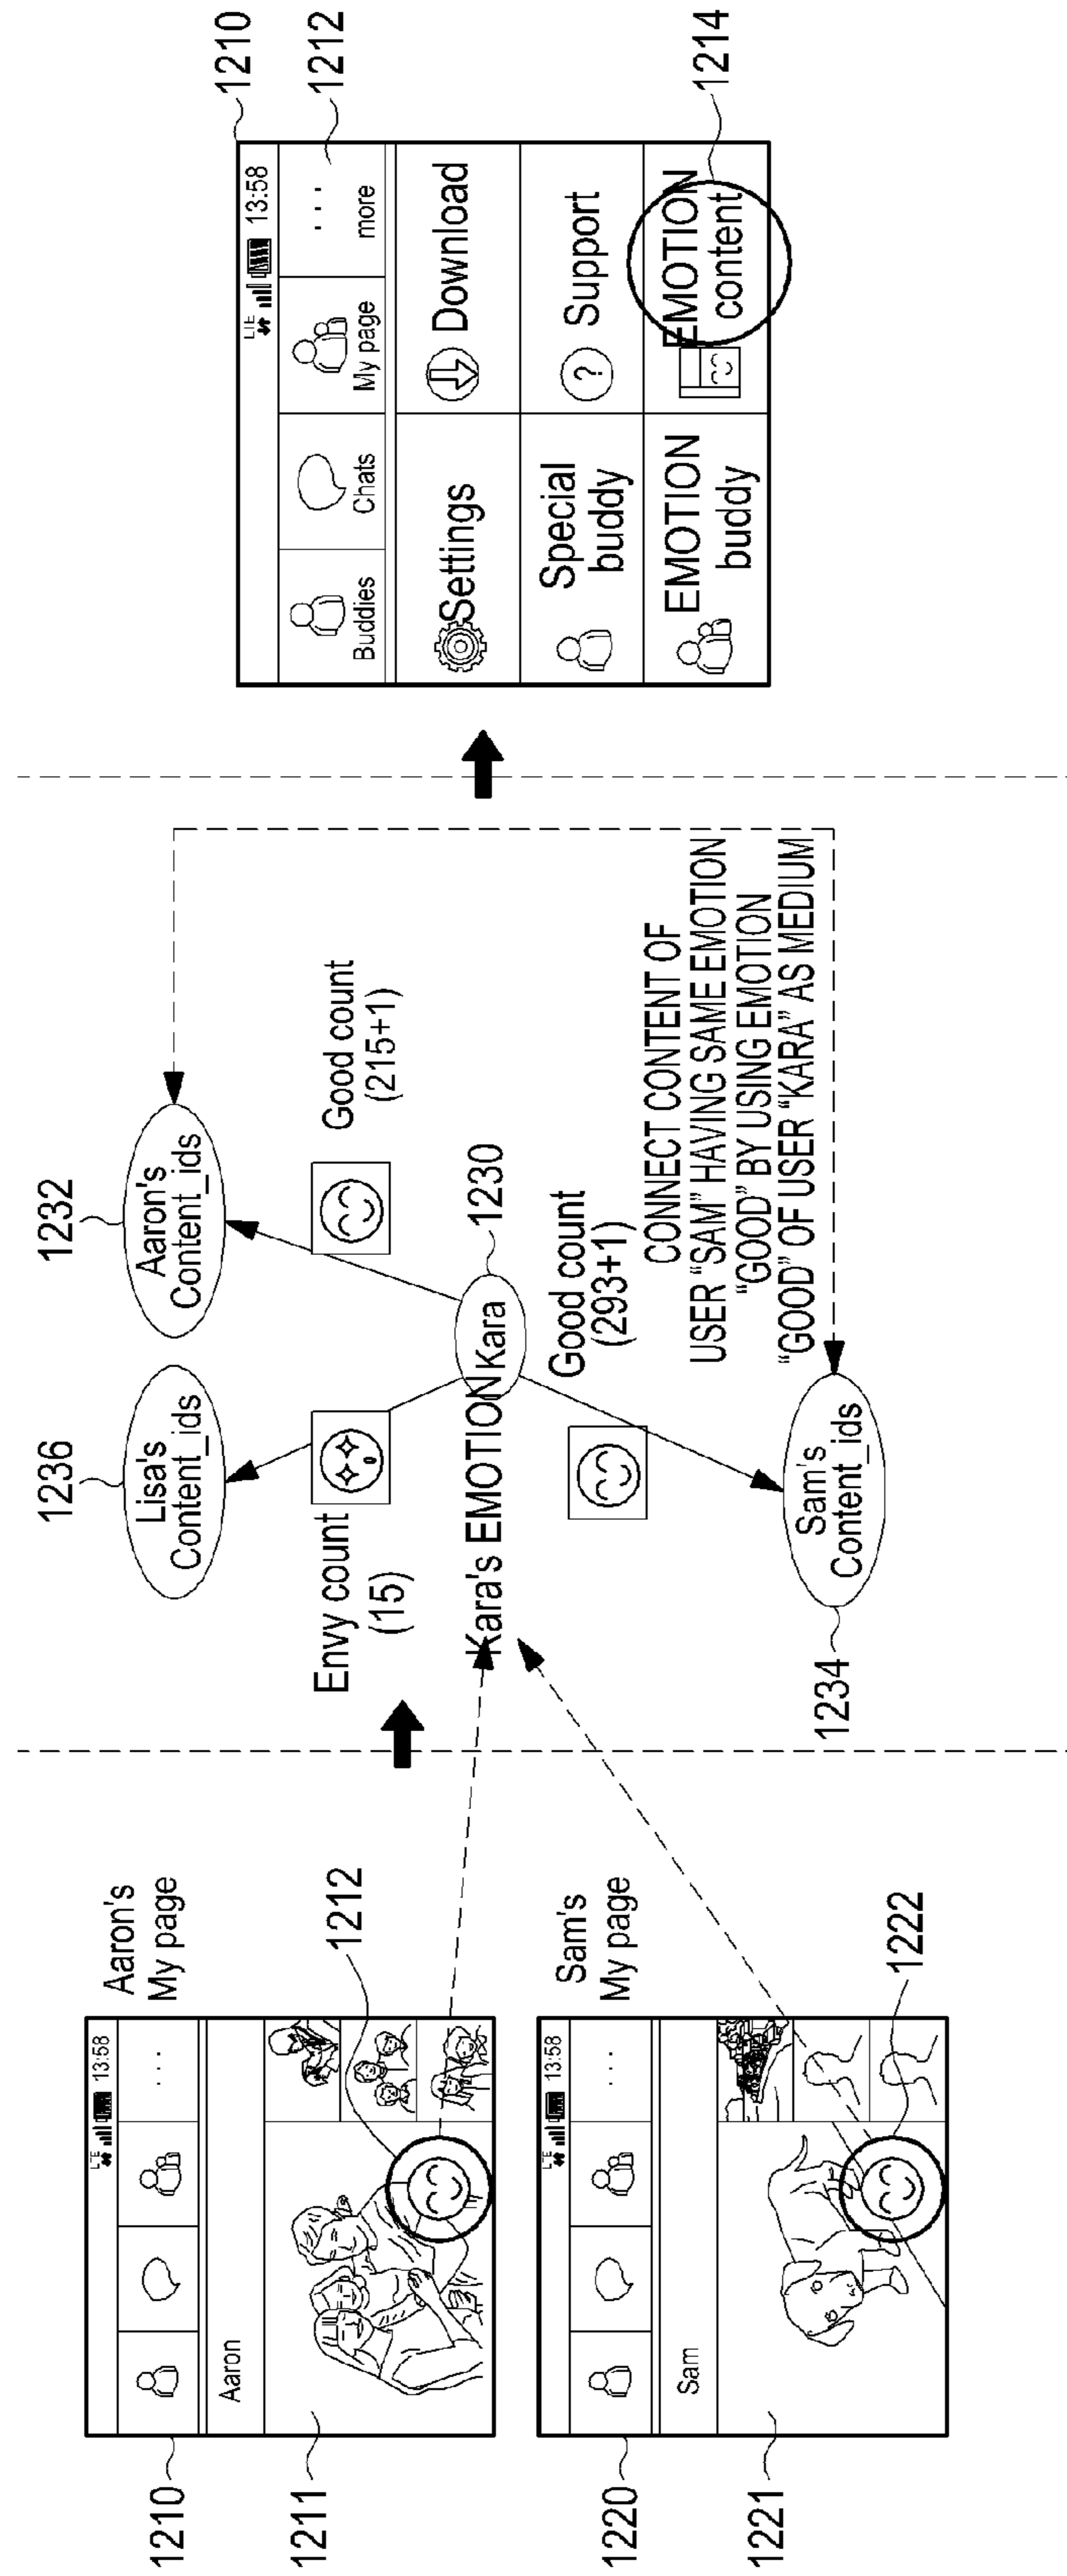 1210
1211
LTE 13:58
...
Aaron
Aaron's
My page
1212
1220
1221
LTE 13:58
...
Sam
Sam's
My page
1222
1236
Lisa's
Content_ids
1232
Aaron's
Content_ids
Envy count
(15)
Good count
(215+1)
Kara's EMOTION
Kara
1230
Good count
(293+1)
1234
Sam's
Content_ids
CONNECT CONTENT OF
USER “SAM” HAVING SAME EMOTION
“GOOD” BY USING EMOTION
“GOOD” OF USER “KARA” AS MEDIUM
1210
LTE 13:58
1212
Buddies
Chats
My page
...
more
Settings
Download
Special
buddy
? Support
EMOTION
buddy
EMOTION
content
1214